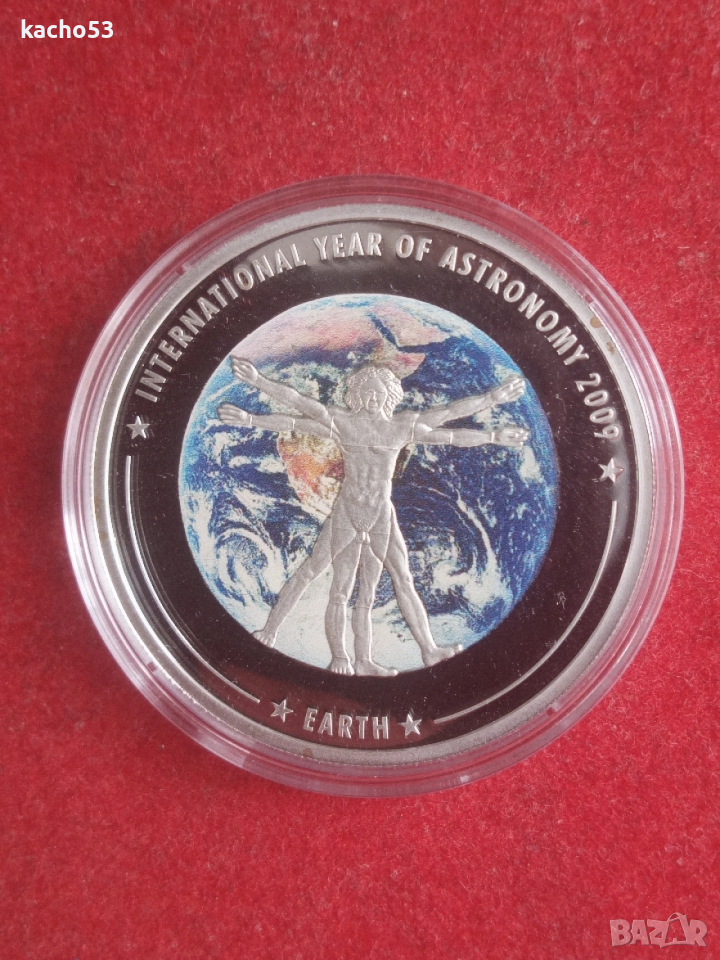 kacho53
★ INTERNATIONAL YEAR OF ASTRONOMY 2009 ★
★ EARTH ★
BAZAR